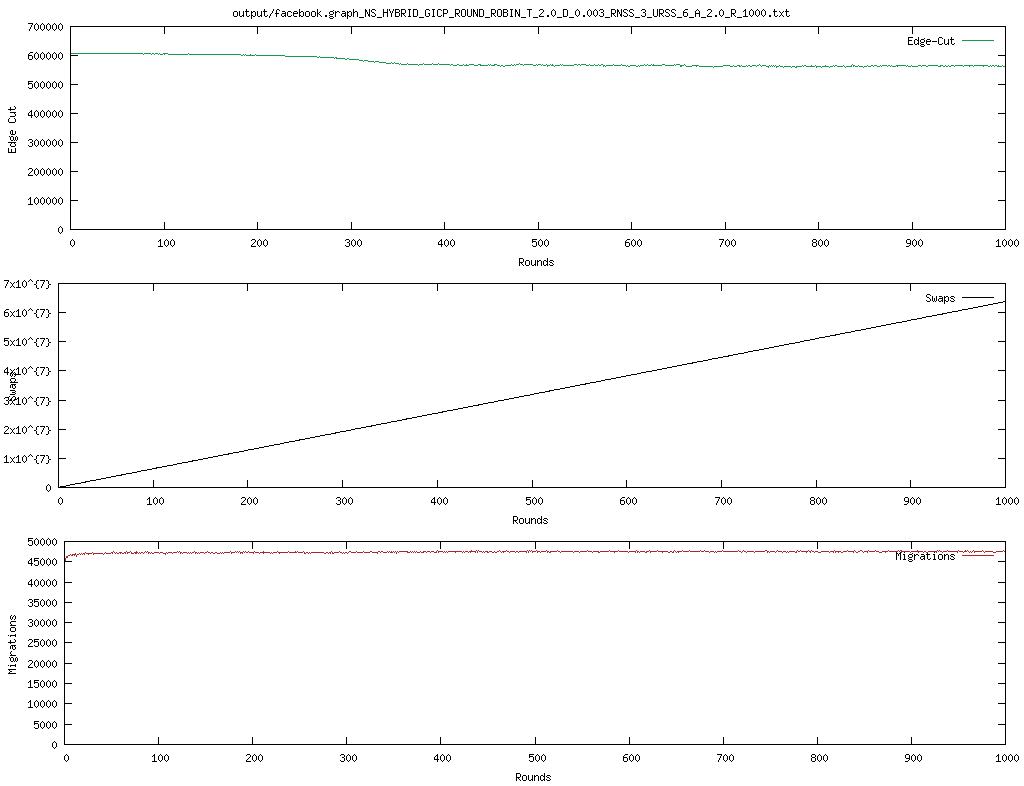 output/facebook.graph_NS_HYBRID_GICP_ROUND_ROBIN_T_2.0_D_0.003_RNSS_3_URSS_6_A_2.0_R_1000.txt
700000
600000
500000
400000
300000
200000
100000
0
Edge Cut
Edge-Cut
0 100 200 300 400 500 600 700 800 900 1000
Rounds
7x10^{7}
6x10^{7}
5x10^{7}
4x10^{7}
3x10^{7}
2x10^{7}
1x10^{7}
0
Swaps
Swaps
0 100 200 300 400 500 600 700 800 900 1000
Rounds
50000
45000
40000
35000
30000
25000
20000
15000
10000
5000
0
Migrations
Migrations
0 100 200 300 400 500 600 700 800 900 1000
Rounds